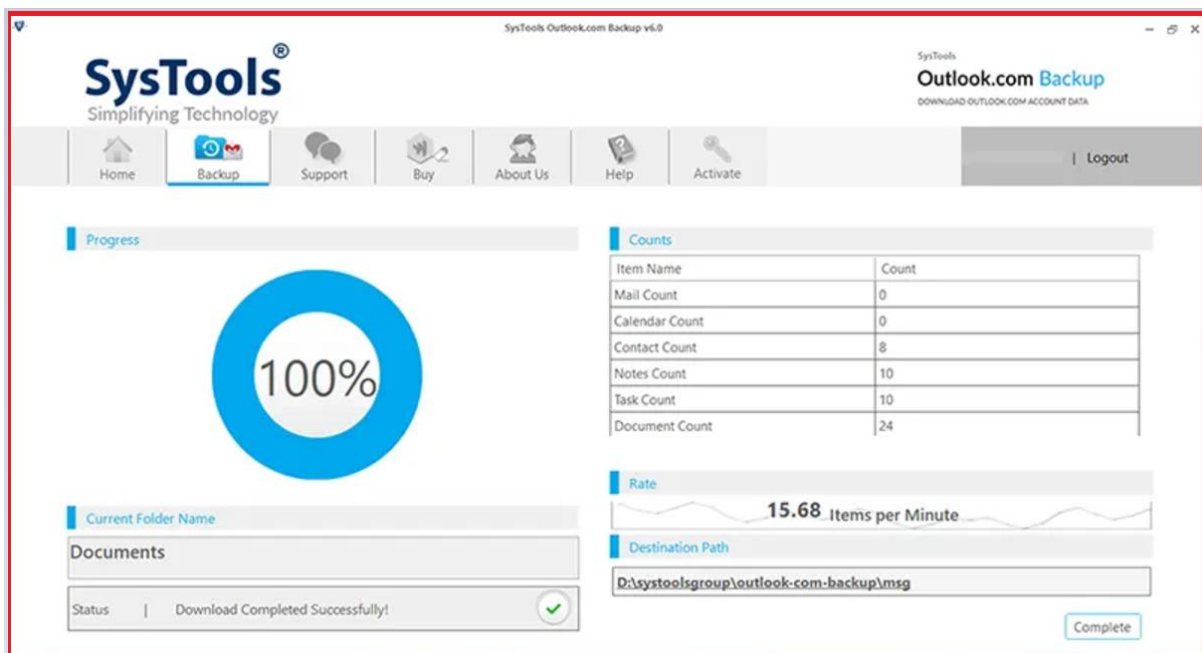 SysTools Outlook.com Backup v6.0
SysTools®
Simplifying Technology
SysTools
Outlook.com Backup
DOWNLOAD OUTLOOK.COM ACCOUNT DATA
Home Backup Support Buy About Us Help Activate | Logout
Progress
100%
Current Folder Name
Documents
Status | Download Completed Successfully!
Counts
Item Name Count
Mail Count 0
Calendar Count 0
Contact Count 8
Notes Count 10
Task Count 10
Document Count 24
Rate
15.68 Items per Minute
Destination Path
D:\systoolsgroup\outlook-com-backup\msg
Complete